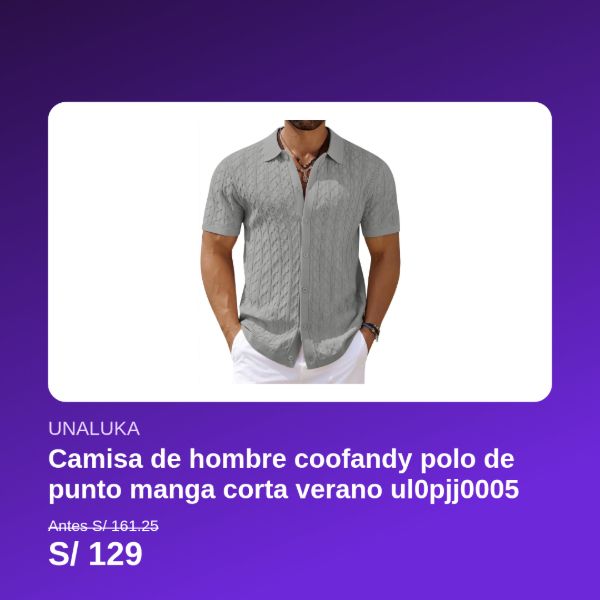 UNALUKA
Camisa de hombre coofandy polo de
punto manga corta verano ul0pjj0005
Antes S/ 161.25
S/ 129